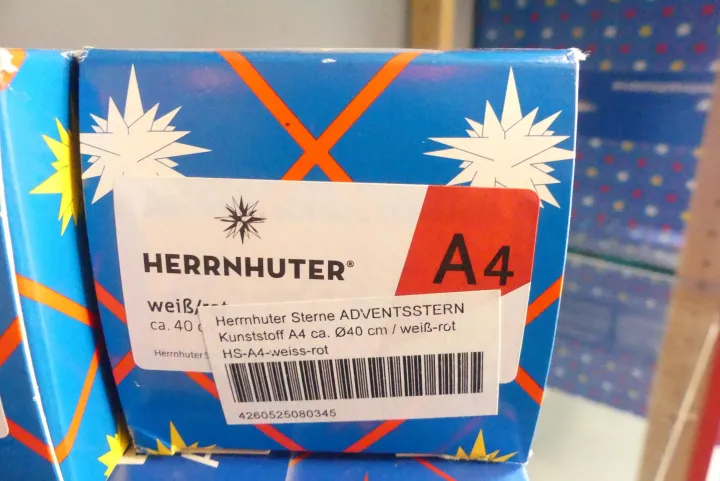 HERRNHUTER®
A4
weiß/rot
ca. 40 c
Herrnhuter S
Herrnhuter Sterne ADVENTSSTERN
Kunststoff A4 ca. Ø40 cm / weiß-rot
HS-A4-weiss-rot
4260525080345